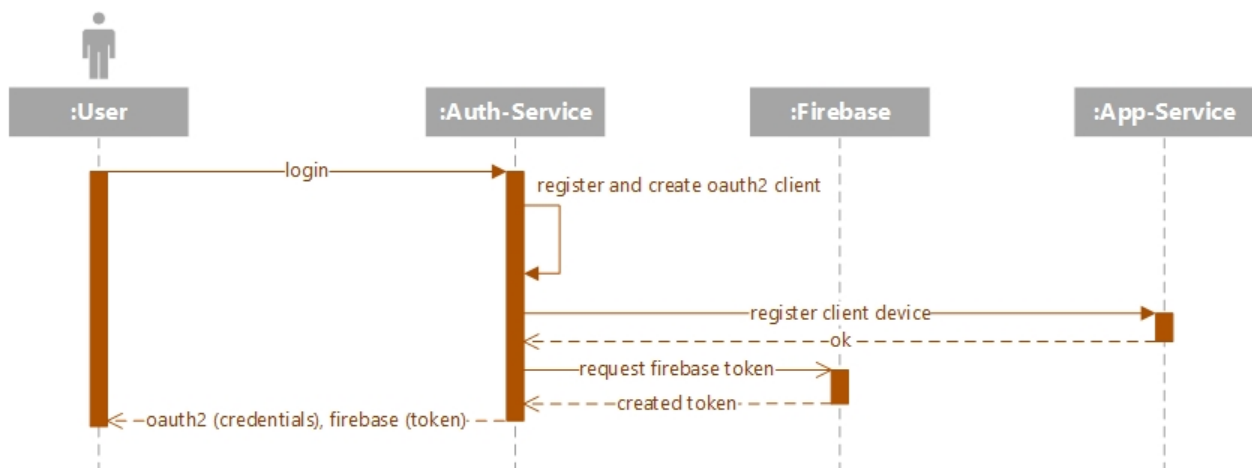 :User
:Auth-Service
:Firebase
:App-Service
login
register and create oauth2 client
register client device
ok
request firebase token
created token
oauth2 (credentials), firebase (token)